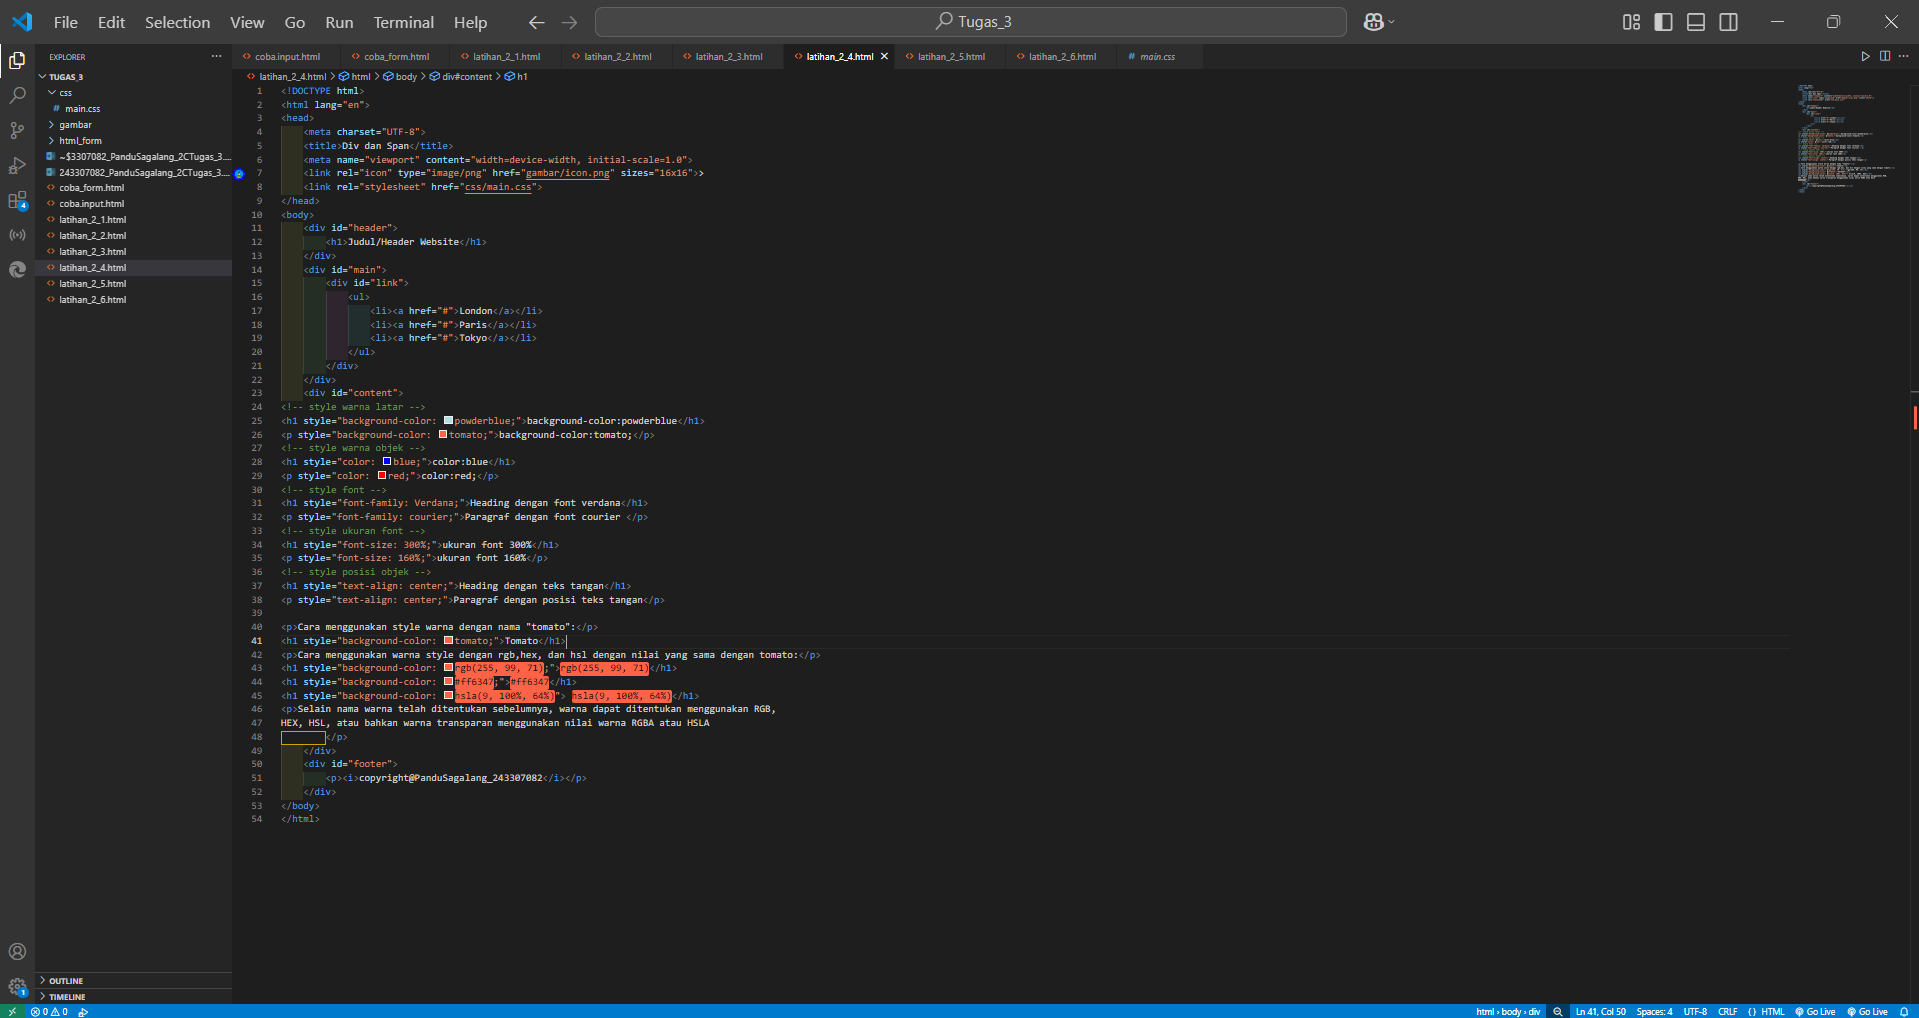 File Edit Selection View Go Run Terminal Help
Tugas_3
EXPLORER
TUGAS_3
css
main.css
gambar
html_form
~$3307082_PanduSagalang_2CTugas_3....
243307082_PanduSagalang_2CTugas_3....
coba_form.html
coba.input.html
latihan_2_1.html
latihan_2_2.html
latihan_2_3.html
latihan_2_4.html
latihan_2_5.html
latihan_2_6.html
OUTLINE
TIMELINE
coba.input.html coba_form.html latihan_2_1.html latihan_2_2.html latihan_2_3.html latihan_2_4.html latihan_2_5.html latihan_2_6.html main.css
latihan_2_4.html > html > body > div#content > h1
1 <!DOCTYPE html>
2 <html lang="en">
3 <head>
4 <meta charset="UTF-8">
5 <title>Div dan Span</title>
6 <meta name="viewport" content="width=device-width, initial-scale=1.0">
7 <link rel="icon" type="image/png" href="gambar/icon.png" sizes="16x16">>
8 <link rel="stylesheet" href="css/main.css">
9 </head>
10 <body>
11 <div id="header">
12 <h1>Judul/Header Website</h1>
13 </div>
14 <div id="main">
15 <div id="link">
16 <ul>
17 <li><a href="#">London</a></li>
18 <li><a href="#">Paris</a></li>
19 <li><a href="#">Tokyo</a></li>
20 </ul>
21 </div>
22 </div>
23 <div id="content">
24 <!-- style warna latar -->
25 <h1 style="background-color: powderblue;">background-color:powderblue</h1>
26 <p style="background-color: tomato;">background-color:tomato;</p>
27 <!-- style warna objek -->
28 <h1 style="color: blue;">color:blue</h1>
29 <p style="color: red;">color:red;</p>
30 <!-- style font -->
31 <h1 style="font-family: Verdana;">Heading dengan font verdana</h1>
32 <p style="font-family: courier;">Paragraf dengan font courier </p>
33 <!-- style ukuran font -->
34 <h1 style="font-size: 300%;">ukuran font 300%</h1>
35 <p style="font-size: 160%;">ukuran font 160%</p>
36 <!-- style posisi objek -->
37 <h1 style="text-align: center;">Heading dengan teks tangan</h1>
38 <p style="text-align: center;">Paragraf dengan posisi teks tangan</p>
39
40 <p>Cara menggunakan style warna dengan nama "tomato":</p>
41 <h1 style="background-color: tomato;">Tomato</h1>
42 <p>Cara menggunakan warna style dengan rgb,hex, dan hsl dengan nilai yang sama dengan tomato:</p>
43 <h1 style="background-color: rgb(255, 99, 71);">rgb(255, 99, 71)</h1>
44 <h1 style="background-color: #ff6347;">#ff6347</h1>
45 <h1 style="background-color: hsla(9, 100%, 64%)"> hsla(9, 100%, 64%)</h1>
46 <p>Selain nama warna telah ditentukan sebelumnya, warna dapat ditentukan menggunakan RGB,
47 HEX, HSL, atau bahkan warna transparan menggunakan nilai warna RGBA atau HSLA
48 </p>
49 </div>
50 <div id="footer">
51 <p><i>copyright@PanduSagalang_243307082</i></p>
52 </div>
53 </body>
54 </html>
4
1
0 0
html > body > div Ln 41, Col 50 Spaces: 4 UTF-8 CRLF {} HTML Go Live Go Live